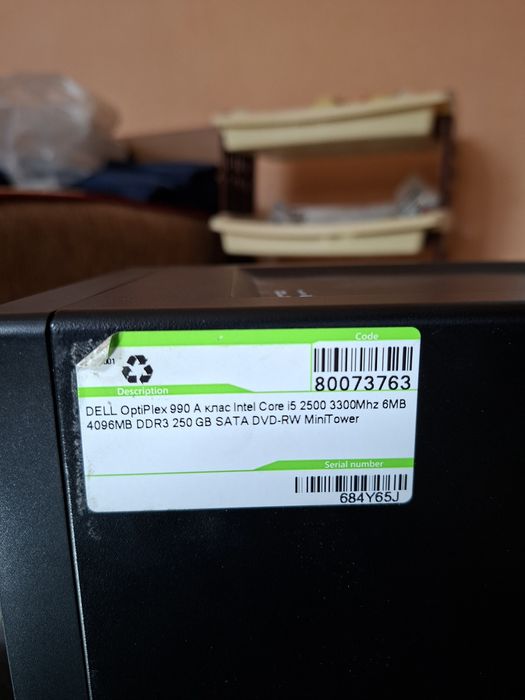 Code
80073763
Description
DELL OptiPlex 990 А клас Intel Core i5 2500 3300Mhz 6MB
4096MB DDR3 250 GB SATA DVD-RW MiniTower
Serial number
684Y65J